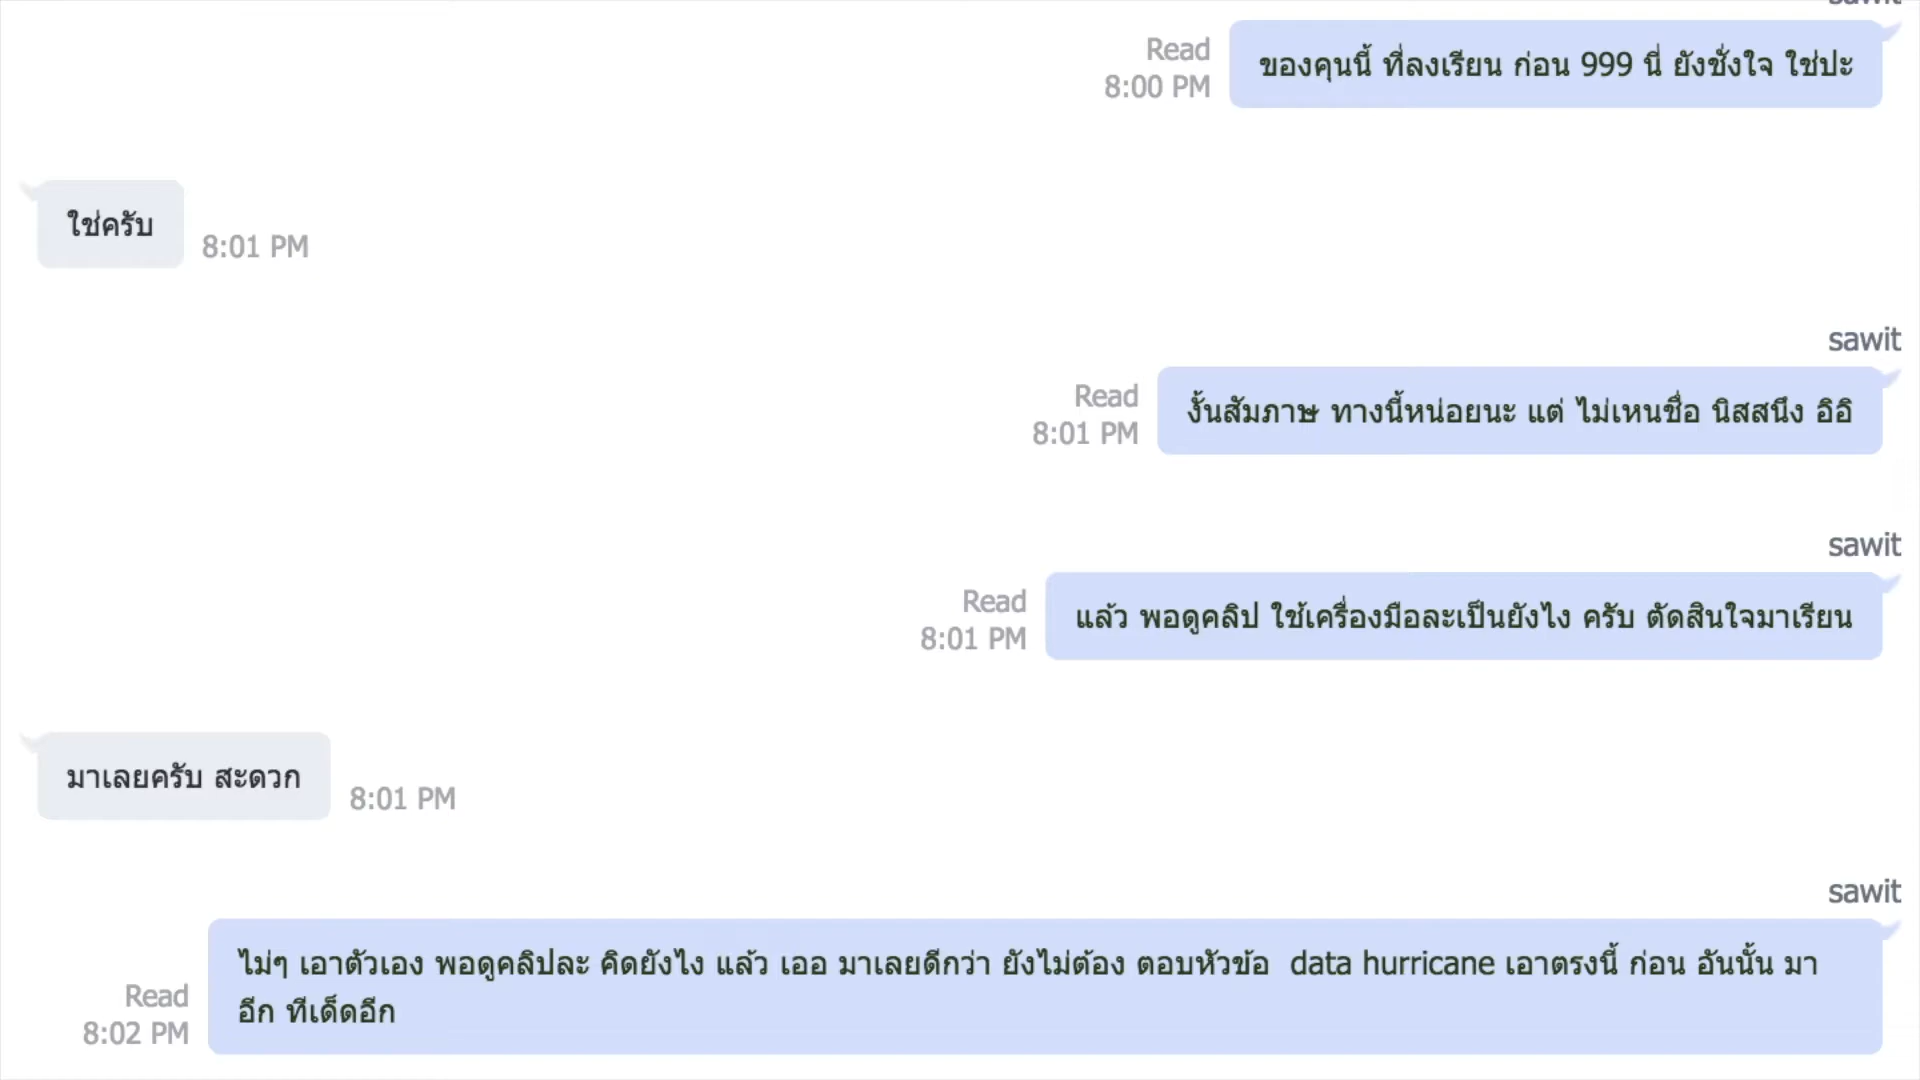 sawit
Read
8:00 PM
ของคุนนี้ ที่ลงเรียน ก่อน 999 นี่ ยังชั่งใจ ใช่ปะ
ใช่ครับ
8:01 PM
sawit
Read
8:01 PM
งั้นสัมภาษ ทางนี้หน่อยนะ แต่ ไม่เหนชื่อ นิสสนึง อิอิ
sawit
Read
8:01 PM
แล้ว พอดูคลิป ใช้เครื่องมือละเป็นยังไง ครับ ตัดสินใจมาเรียน
มาเลยครับ สะดวก
8:01 PM
sawit
Read
8:02 PM
ไม่ๆ เอาตัวเอง พอดูคลิปละ คิดยังไง แล้ว เออ มาเลยดีกว่า ยังไม่ต้อง ตอบหัวข้อ  data hurricane เอาตรงนี้ ก่อน อันนั้น มา
อีก ทีเด็ดอีก